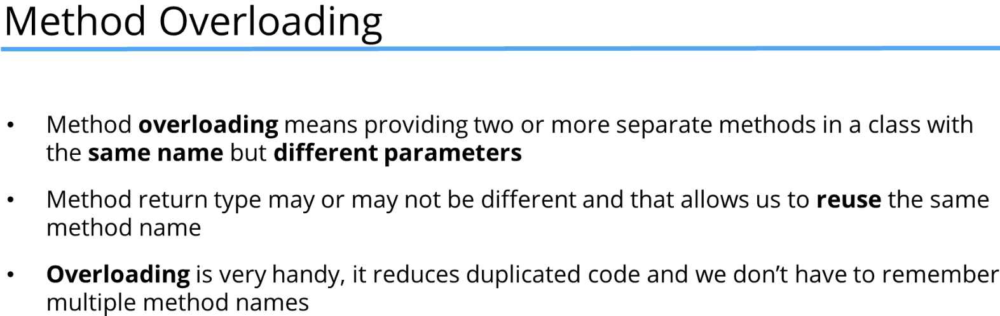 Method Overloading
• Method overloading means providing two or more separate methods in a class with
the same name but different parameters
• Method return type may or may not be different and that allows us to reuse the same
method name
• Overloading is very handy, it reduces duplicated code and we don’t have to remember
multiple method names